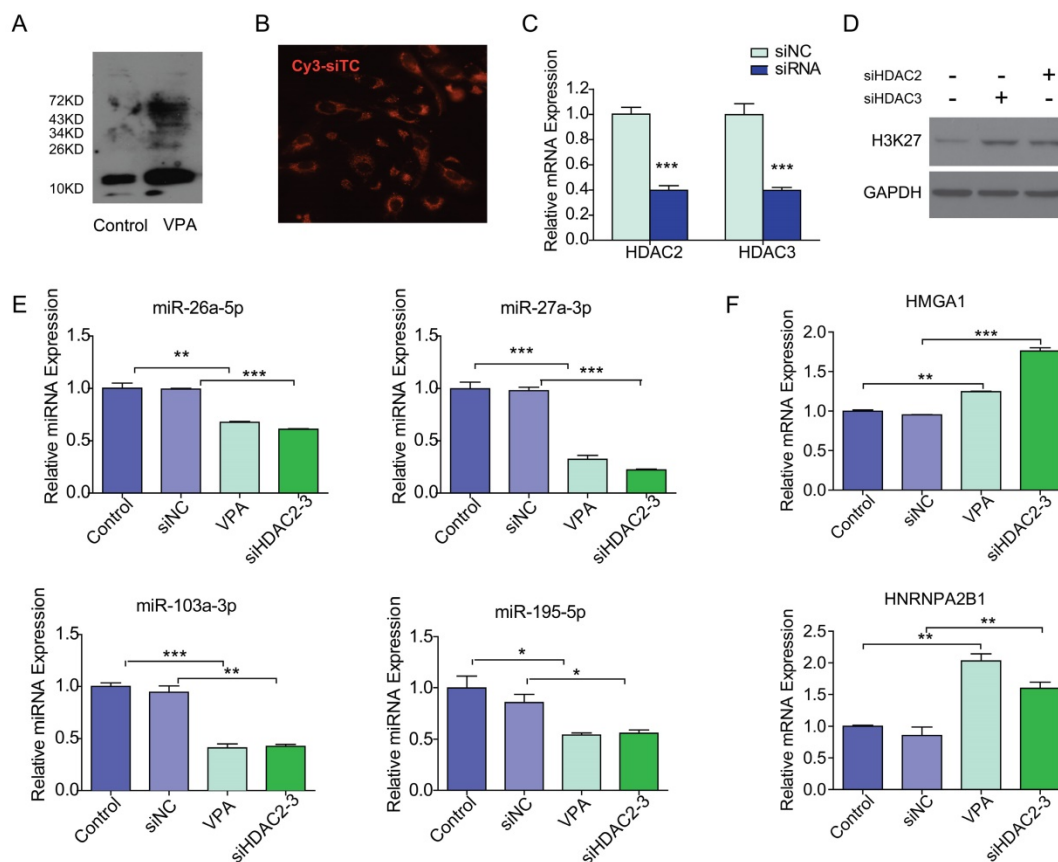 A
72KD
43KD
34KD
26KD
10KD
Control VPA
B
Cy3-siTC
C
siNC
siRNA
Relative mRNA Expression
1.2
1.0
0.8
0.6
0.4
0.2
0.0
***
***
HDAC2 HDAC3
D
siHDAC2 - - +
siHDAC3 - + -
H3K27
GAPDH
E
miR-26a-5p
Relative miRNA Expression
1.5
1.0
0.5
0.0
**
***
Control siNC VPA siHDAC2-3
miR-27a-3p
Relative miRNA Expression
1.5
1.0
0.5
0.0
***
***
Control siNC VPA siHDAC2-3
F
HMGA1
Relative mRNA Expression
2.0
1.5
1.0
0.5
0.0
***
**
Control siNC VPA siHDAC2-3
miR-103a-3p
Relative miRNA Expression
1.5
1.0
0.5
0.0
***
**
Control siNC VPA siHDAC2-3
miR-195-5p
Relative miRNA Expression
1.5
1.0
0.5
0.0
*
*
Control siNC VPA siHDAC2-3
HNRNPA2B1
Relative mRNA Expression
2.5
2.0
1.5
1.0
0.5
0.0
**
**
Control siNC VPA siHDAC2-3